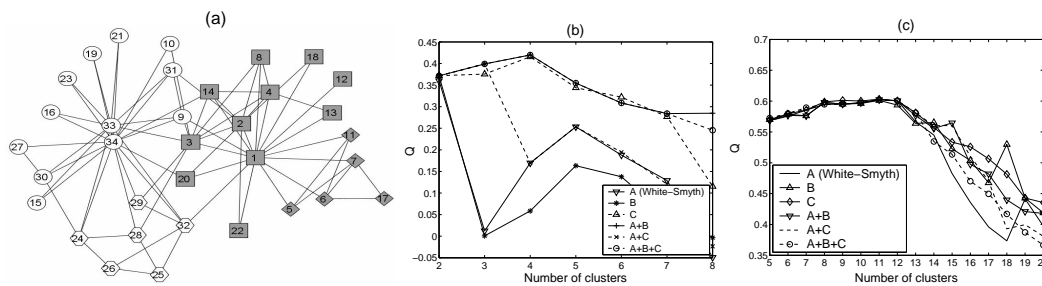 (a)
21
10
8
18
19
31
12
23
14
4
16
9
2
13
33
11
27
34
3
1
7
30
20
15
29
6
17
5
24
28
32
22
26
25
(b)
0.45
0.4
0.35
0.3
0.25
0.2
0.15
0.1
0.05
0
−0.05
Q
2 3 4 5 6 7 8
Number of clusters
A (White−Smyth)
B
C
A+B
A+C
A+B+C
(c)
0.7
0.65
0.6
0.55
0.5
0.45
0.4
0.35
Q
5 6 7 8 9 10 11 12 13 14 15 16 17 18 19
Number of clusters
A (White−Smyth)
B
C
A+B
A+C
A+B+C